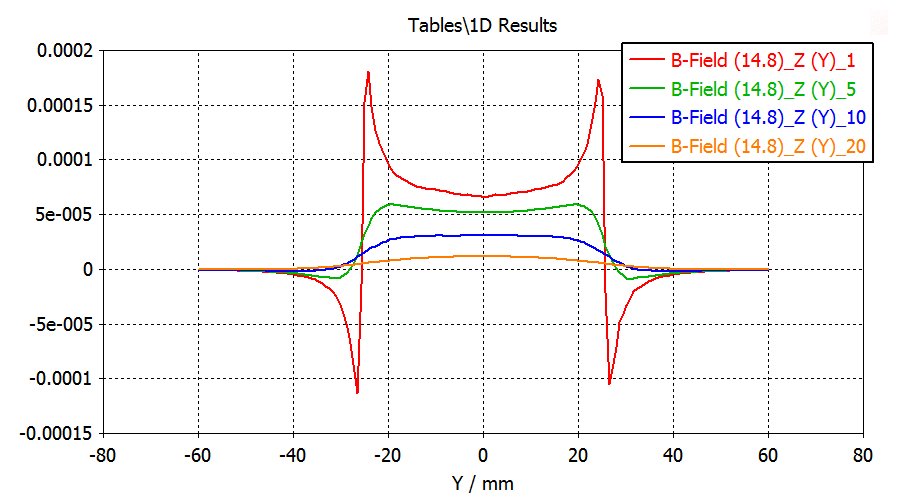 Tables\1D Results
B-Field (14.8)_Z (Y)_1
B-Field (14.8)_Z (Y)_5
B-Field (14.8)_Z (Y)_10
B-Field (14.8)_Z (Y)_20
0.0002
0.00015
0.0001
5e-005
0
-5e-005
-0.0001
-0.00015
-80 -60 -40 -20 0 20 40 60 80
Y / mm